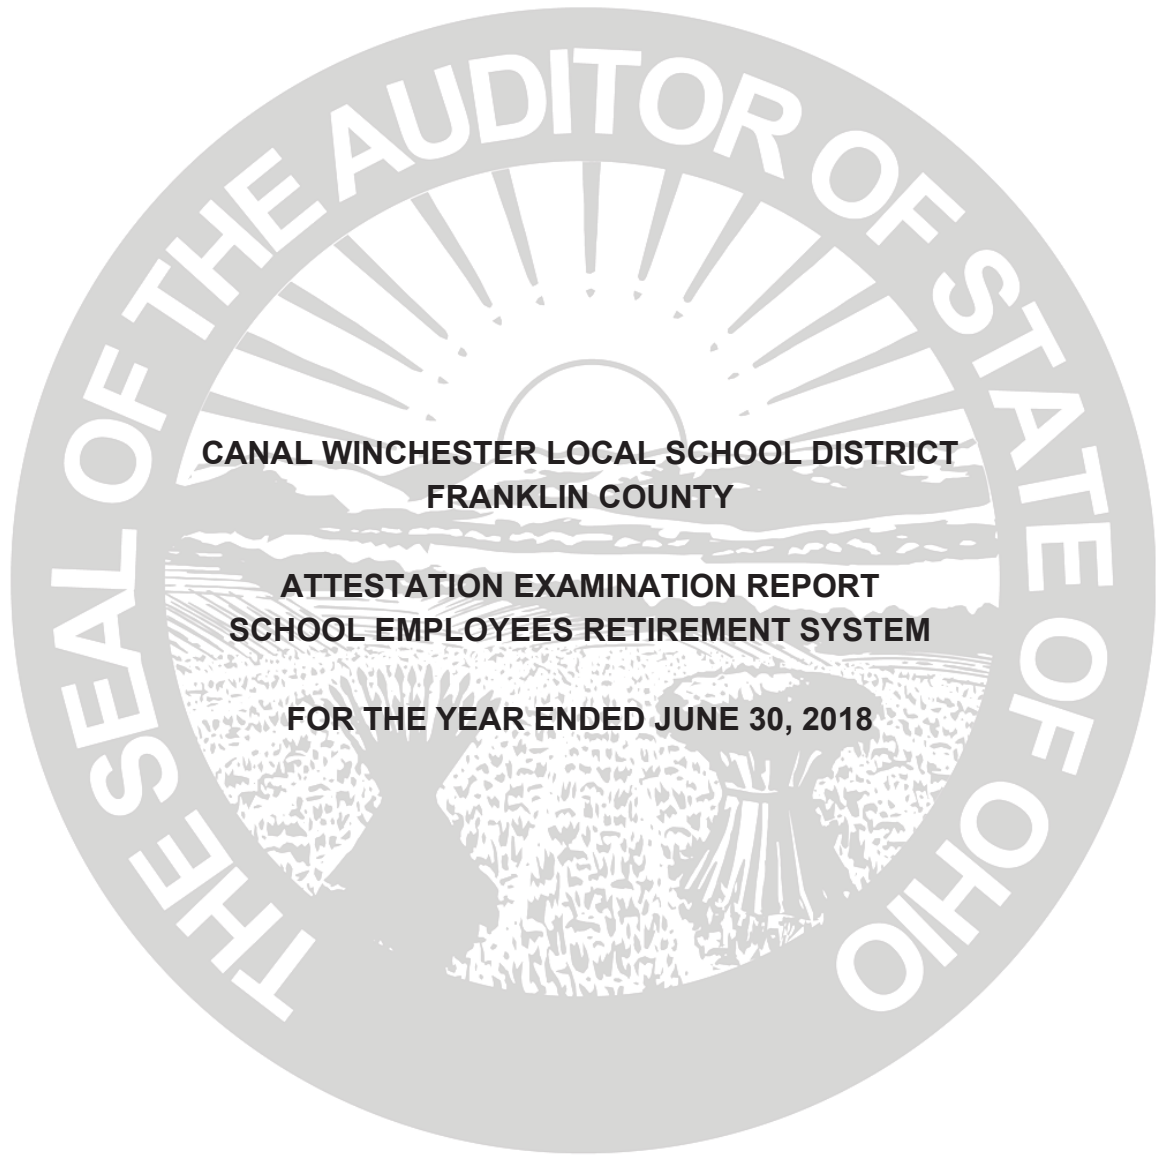 THE SEAL OF THE AUDITOR OF STATE OF OHIO
CANAL WINCHESTER LOCAL SCHOOL DISTRICT
FRANKLIN COUNTY
ATTESTATION EXAMINATION REPORT
SCHOOL EMPLOYEES RETIREMENT SYSTEM
FOR THE YEAR ENDED JUNE 30, 2018